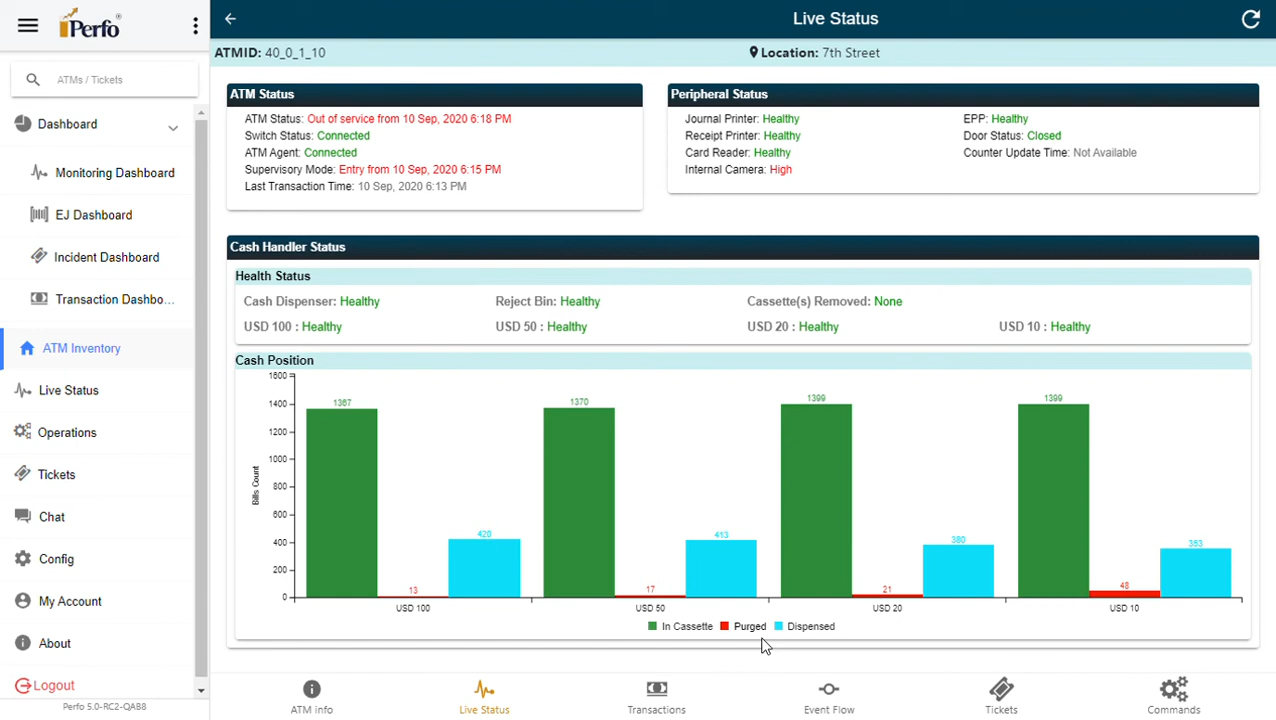 iPerfo®
ATMs / Tickets
Dashboard
Monitoring Dashboard
EJ Dashboard
Incident Dashboard
Transaction Dashbo...
ATM Inventory
Live Status
Operations
Tickets
Chat
Config
My Account
About
Logout
Perfo 5.0-RC2-QAB8
Live Status
ATMID: 40_0_1_10
Location: 7th Street
ATM Status
ATM Status: Out of service from 10 Sep, 2020 6:18 PM
Switch Status: Connected
ATM Agent: Connected
Supervisory Mode: Entry from 10 Sep, 2020 6:15 PM
Last Transaction Time: 10 Sep, 2020 6:13 PM
Peripheral Status
Journal Printer: Healthy
Receipt Printer: Healthy
Card Reader: Healthy
Internal Camera: High
EPP: Healthy
Door Status: Closed
Counter Update Time: Not Available
Cash Handler Status
Health Status
Cash Dispenser: Healthy Reject Bin: Healthy Cassette(s) Removed: None
USD 100 : Healthy USD 50 : Healthy USD 20 : Healthy USD 10 : Healthy
Cash Position
Bills Count
1600
1400
1200
1000
800
600
400
200
0
1367 13 420
1370 17 413
1399 21 380
1399 48 353
USD 100 USD 50 USD 20 USD 10
In Cassette Purged Dispensed
ATM info Live Status Transactions Event Flow Tickets Commands